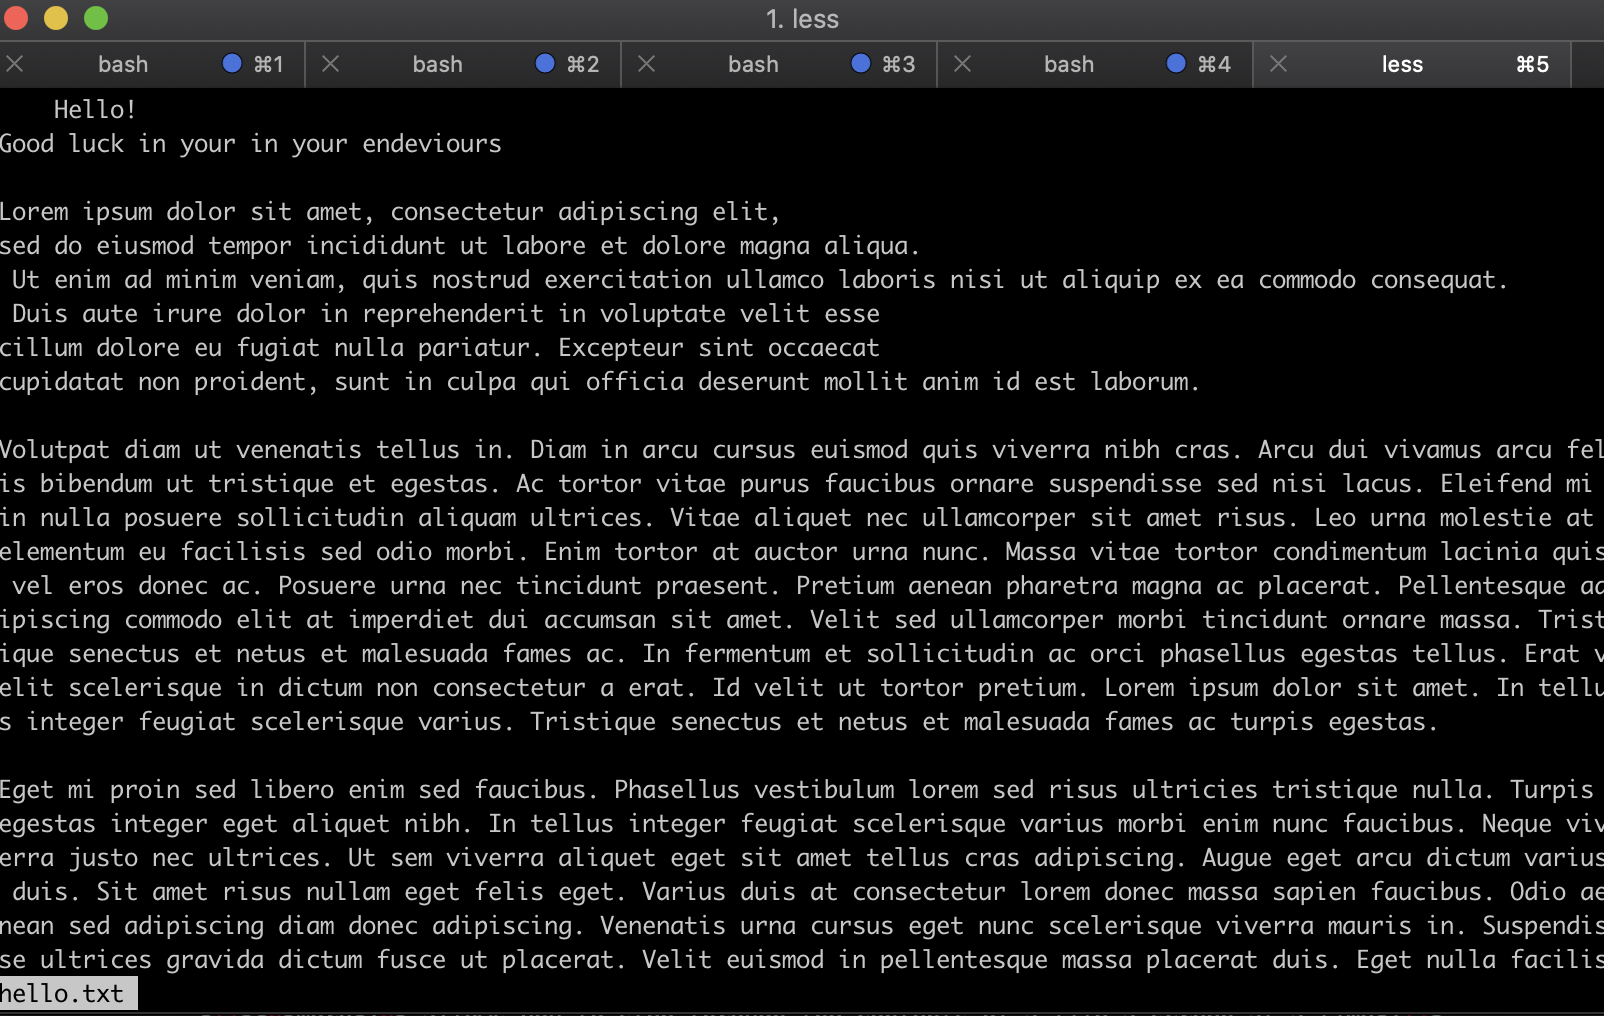 1. less
bash ⌘1 bash ⌘2 bash ⌘3 bash ⌘4 less ⌘5
Hello!
Good luck in your in your endeviours
Lorem ipsum dolor sit amet, consectetur adipiscing elit,
sed do eiusmod tempor incididunt ut labore et dolore magna aliqua.
Ut enim ad minim veniam, quis nostrud exercitation ullamco laboris nisi ut aliquip ex ea commodo consequat.
Duis aute irure dolor in reprehenderit in voluptate velit esse
cillum dolore eu fugiat nulla pariatur. Excepteur sint occaecat
cupidatat non proident, sunt in culpa qui officia deserunt mollit anim id est laborum.
Volutpat diam ut venenatis tellus in. Diam in arcu cursus euismod quis viverra nibh cras. Arcu dui vivamus arcu fel
is bibendum ut tristique et egestas. Ac tortor vitae purus faucibus ornare suspendisse sed nisi lacus. Eleifend mi
in nulla posuere sollicitudin aliquam ultrices. Vitae aliquet nec ullamcorper sit amet risus. Leo urna molestie at
elementum eu facilisis sed odio morbi. Enim tortor at auctor urna nunc. Massa vitae tortor condimentum lacinia quis
vel eros donec ac. Posuere urna nec tincidunt praesent. Pretium aenean pharetra magna ac placerat. Pellentesque ad
ipiscing commodo elit at imperdiet dui accumsan sit amet. Velit sed ullamcorper morbi tincidunt ornare massa. Trist
ique senectus et netus et malesuada fames ac. In fermentum et sollicitudin ac orci phasellus egestas tellus. Erat v
elit scelerisque in dictum non consectetur a erat. Id velit ut tortor pretium. Lorem ipsum dolor sit amet. In tellu
s integer feugiat scelerisque varius. Tristique senectus et netus et malesuada fames ac turpis egestas.
Eget mi proin sed libero enim sed faucibus. Phasellus vestibulum lorem sed risus ultricies tristique nulla. Turpis
egestas integer eget aliquet nibh. In tellus integer feugiat scelerisque varius morbi enim nunc faucibus. Neque viv
erra justo nec ultrices. Ut sem viverra aliquet eget sit amet tellus cras adipiscing. Augue eget arcu dictum varius
duis. Sit amet risus nullam eget felis eget. Varius duis at consectetur lorem donec massa sapien faucibus. Odio ae
nean sed adipiscing diam donec adipiscing. Venenatis urna cursus eget nunc scelerisque viverra mauris in. Suspendis
se ultrices gravida dictum fusce ut placerat. Velit euismod in pellentesque massa placerat duis. Eget nulla facilis
hello.txt